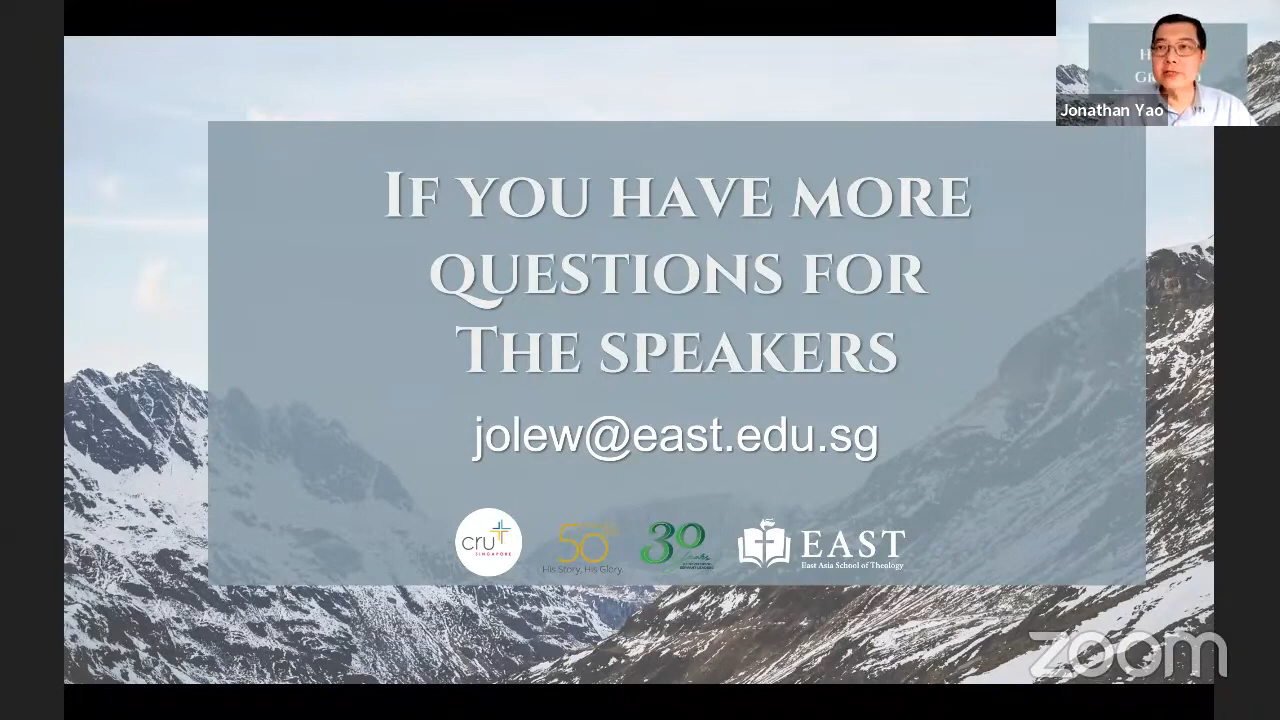 Jonathan Yao
IF YOU HAVE MORE
QUESTIONS FOR
THE SPEAKERS
jolew@east.edu.sg
cru
SINGAPORE
50
His Story, His Glory
30
EAST
East Asia School of Theology
zoom